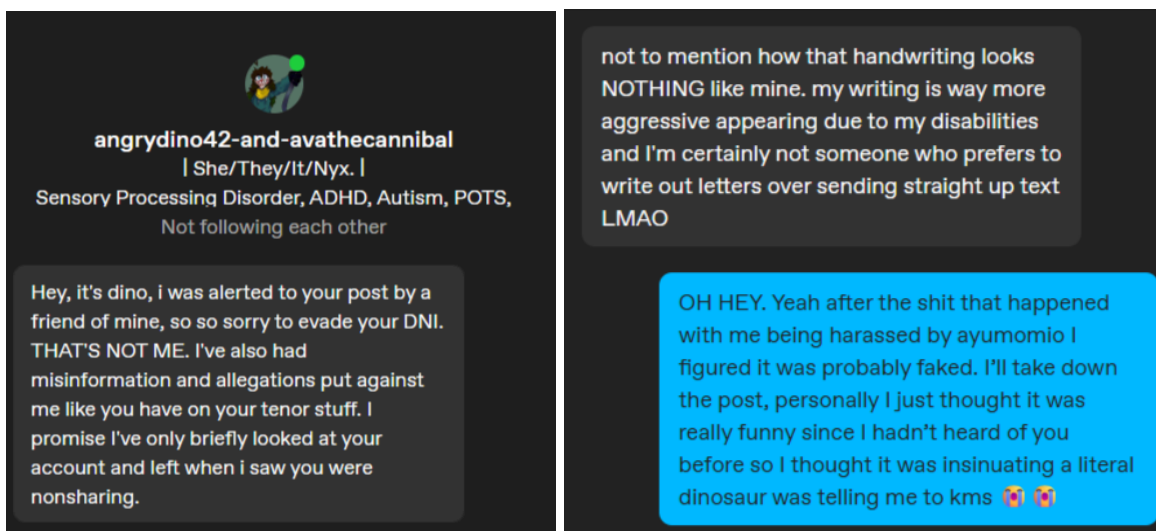 angrydino42-and-avathecannibal
| She/They/It/Nyx. |
Sensory Processing Disorder, ADHD, Autism, POTS,
Not following each other
Hey, it's dino, i was alerted to your post by a
friend of mine, so so sorry to evade your DNI.
THAT'S NOT ME. I've also had
misinformation and allegations put against
me like you have on your tenor stuff. I
promise I've only briefly looked at your
account and left when i saw you were
nonsharing.
not to mention how that handwriting looks
NOTHING like mine. my writing is way more
aggressive appearing due to my disabilities
and I'm certainly not someone who prefers to
write out letters over sending straight up text
LMAO
OH HEY. Yeah after the shit that happened
with me being harassed by ayumomio I
figured it was probably faked. I’ll take down
the post, personally I just thought it was
really funny since I hadn’t heard of you
before so I thought it was insinuating a literal
dinosaur was telling me to kms 😭 😭